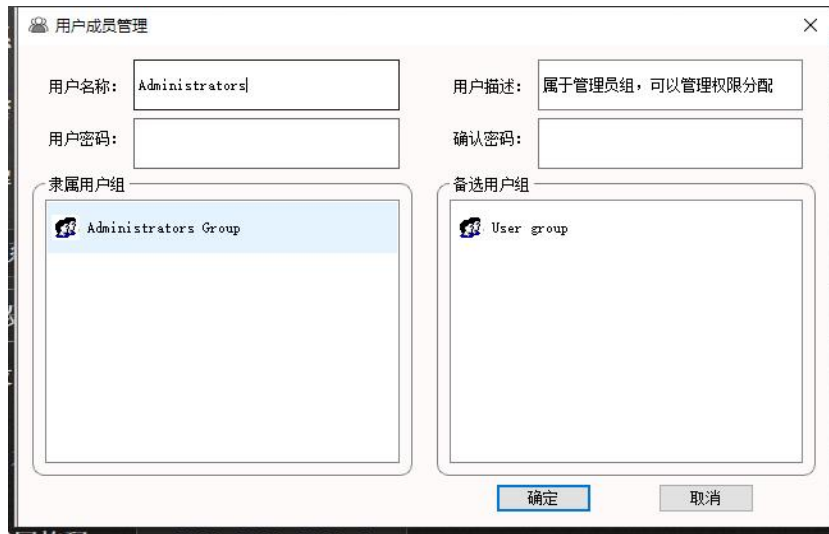 用户成员管理
用户名称: Administrators
用户描述: 属于管理员组，可以管理权限分配
用户密码:
确认密码:
隶属用户组
备选用户组
Administrators Group
User group
确定
取消